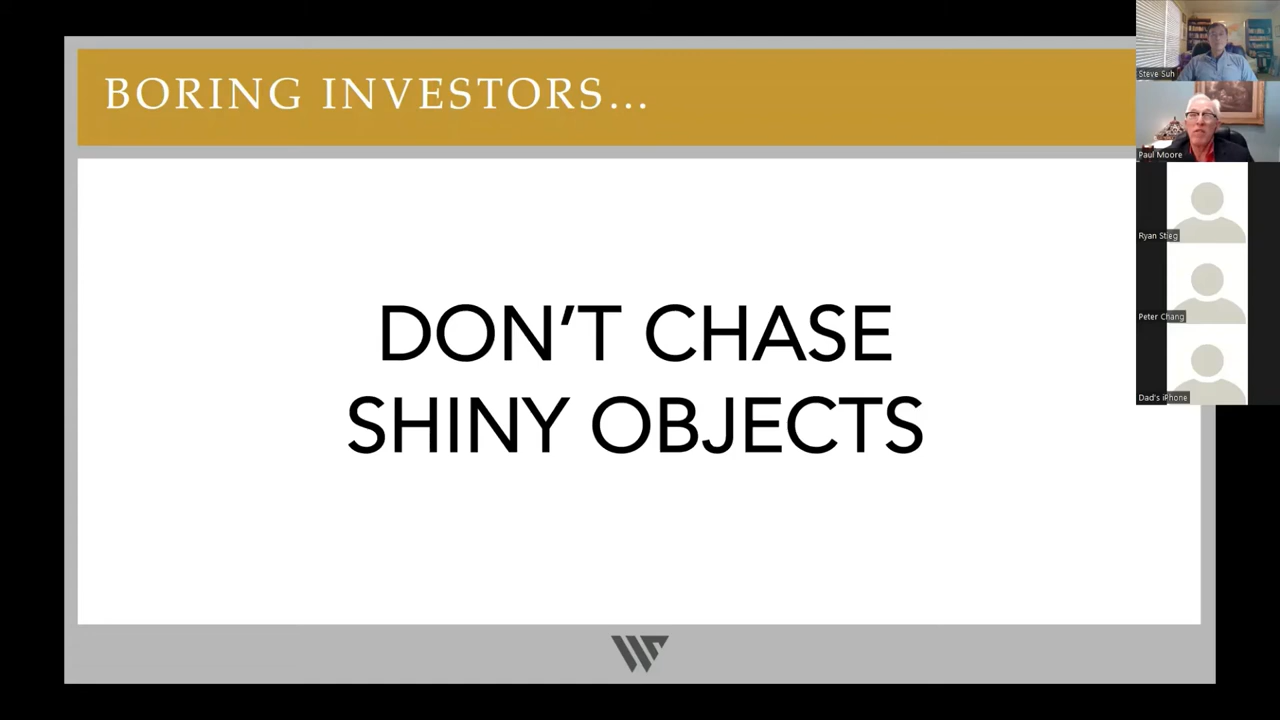 BORING INVESTORS...
DON'T CHASE
SHINY OBJECTS
Steve Suh
Paul Moore
Ryan Stieg
Peter Chang
Dad's iPhone